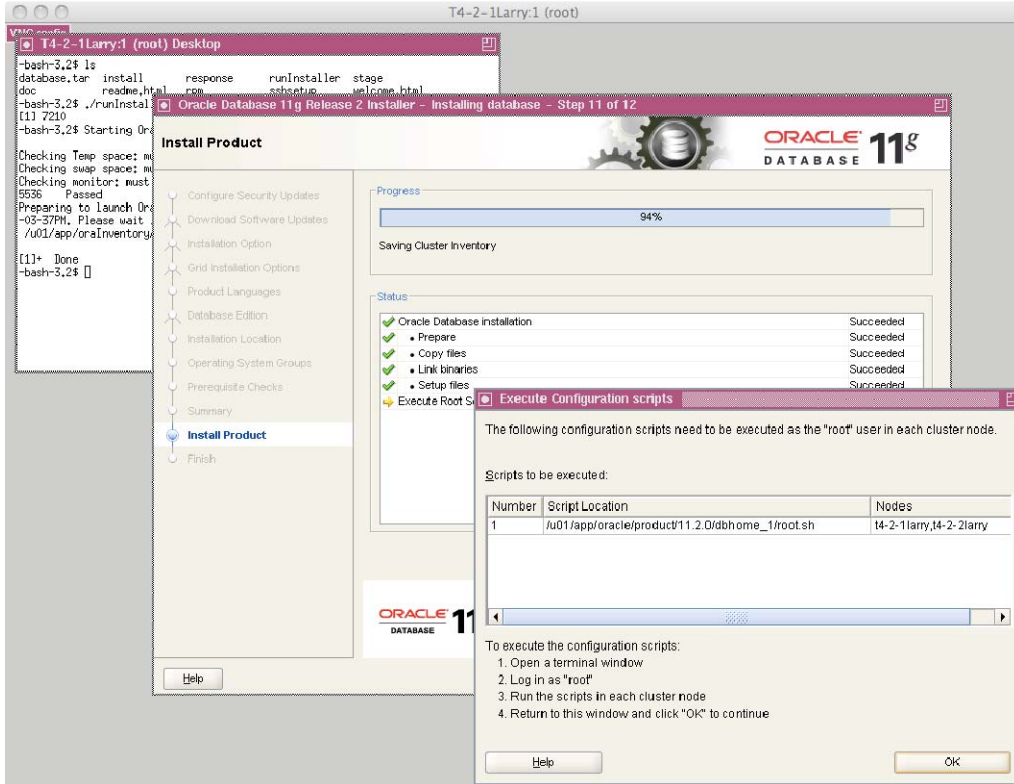 T4-2-1Larry:1 (root)
T4-2-1Larry:1 (root) Desktop
-bash-3.2$ ls
database.tar install response runInstaller stage
doc readme.html rpm sshsetup welcome.html
-bash-3.2$ ./runInstall
[1] 7210
-bash-3.2$ Starting Ora
Checking Temp space: mu
Checking swap space: mu
Checking monitor: must
5536 Passed
Preparing to launch Ora
-03-37PM. Please wait .
/u01/app/oraInventory/
[1]+ Done
-bash-3.2$
Oracle Database 11g Release 2 Installer - Installing database - Step 11 of 12
Install Product
ORACLE 11g
DATABASE
Configure Security Updates
Download Software Updates
Installation Option
Grid Installation Options
Product Languages
Database Edition
Installation Location
Operating System Groups
Prerequisite Checks
Summary
Install Product
Finish
Progress
94%
Saving Cluster Inventory
Status
Oracle Database installation Succeeded
• Prepare Succeeded
• Copy files Succeeded
• Link binaries Succeeded
• Setup files Succeeded
Execute Root S
ORACLE 11
DATABASE
Help
Execute Configuration scripts
The following configuration scripts need to be executed as the "root" user in each cluster node.
Scripts to be executed:
Number Script Location Nodes
1 /u01/app/oracle/product/11.2.0/dbhome_1/root.sh t4-2-1larry,t4-2-2larry
To execute the configuration scripts:
1. Open a terminal window
2. Log in as "root"
3. Run the scripts in each cluster node
4. Return to this window and click "OK" to continue
Help
OK